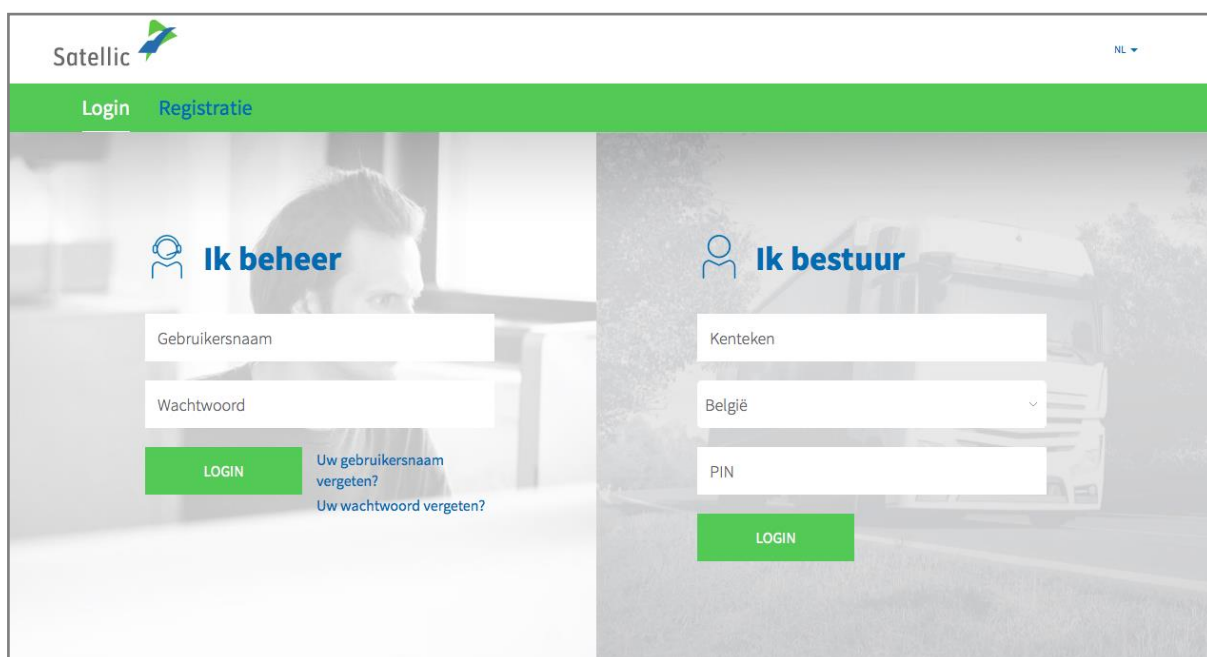 Satellic
NL
Login Registratie
Ik beheer
Gebruikersnaam
Wachtwoord
LOGIN
Uw gebruikersnaam
vergeten?
Uw wachtwoord vergeten?
Ik bestuur
Kenteken
België
PIN
LOGIN